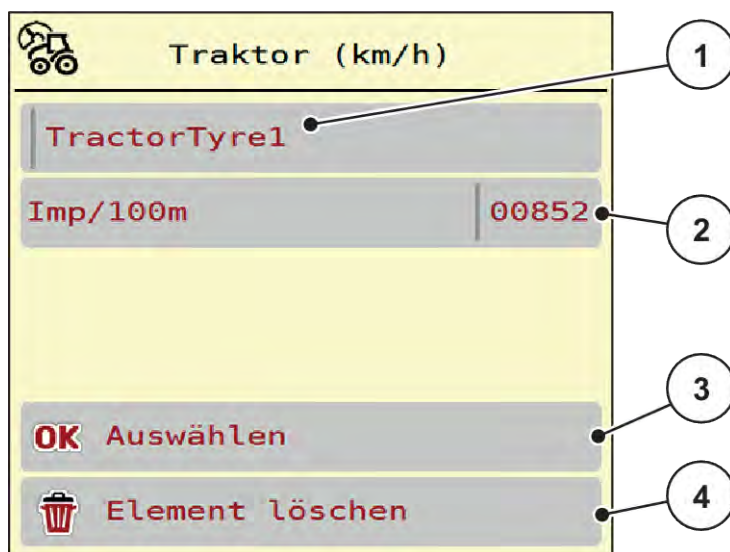 Traktor (km/h)
1
TractorTyre1
Imp/100m 00852
2
OK Auswählen
3
Element löschen
4